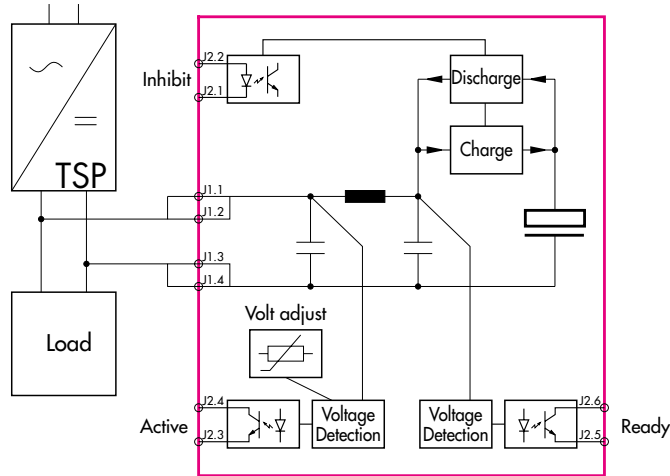 J2.2
Inhibit
J2.1
Discharge
Charge
TSP
J1.1
J1.2
J1.3
J1.4
Load
Volt adjust
J2.4
Active
J2.3
Voltage
Detection
Voltage
Detection
J2.6
Ready
J2.5